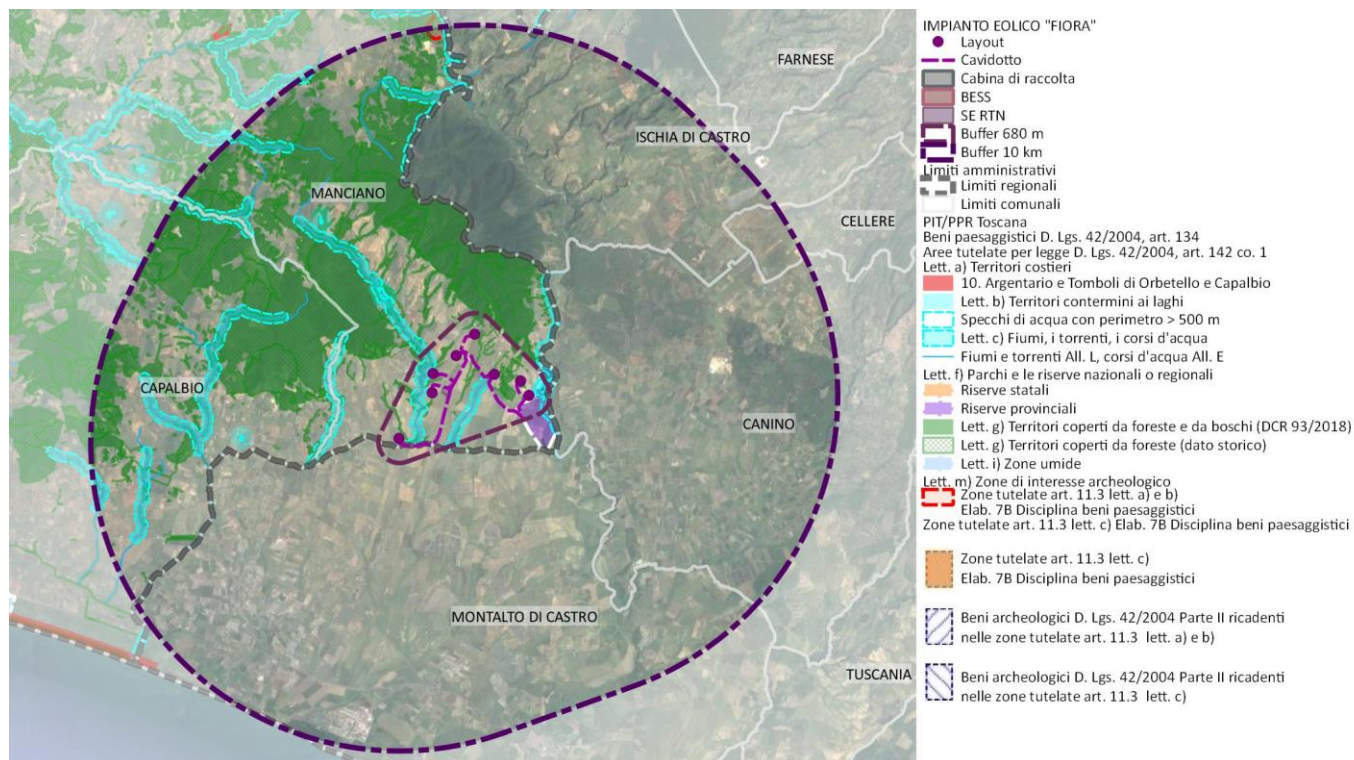 FARNESE
ISCHIA DI CASTRO
MANCIANO
CELLERE
CAPALBIO
CANINO
MONTALTO DI CASTRO
TUSCANIA
IMPIANTO EOLICO "FIORA"
Layout
Cavidotto
Cabina di raccolta
BESS
SE RTN
Buffer 680 m
Buffer 10 km
Limiti amministrativi
Limiti regionali
Limiti comunali
PIT/PPR Toscana
Beni paesaggistici D. Lgs. 42/2004, art. 134
Aree tutelate per legge D. Lgs. 42/2004, art. 142 co. 1
Lett. a) Territori costieri
10. Argentario e Tomboli di Orbetello e Capalbio
Lett. b) Territori contermini ai laghi
Specchi di acqua con perimetro > 500 m
Lett. c) Fiumi, i torrenti, i corsi d'acqua
Fiumi e torrenti All. L, corsi d'acqua All. E
Lett. f) Parchi e le riserve nazionali o regionali
Riserve statali
Riserve provinciali
Lett. g) Territori coperti da foreste e da boschi (DCR 93/2018)
Lett. g) Territori coperti da foreste (dato storico)
Lett. i) Zone umide
Lett. m) Zone di interesse archeologico
Zone tutelate art. 11.3 lett. a) e b)
Elab. 7B Disciplina beni paesaggistici
Zone tutelate art. 11.3 lett. c) Elab. 7B Disciplina beni paesaggistici
Zone tutelate art. 11.3 lett. c)
Elab. 7B Disciplina beni paesaggistici
Beni archeologici D. Lgs. 42/2004 Parte II ricadenti
nelle zone tutelate art. 11.3 lett. a) e b)
Beni archeologici D. Lgs. 42/2004 Parte II ricadenti
nelle zone tutelate art. 11.3 lett. c)